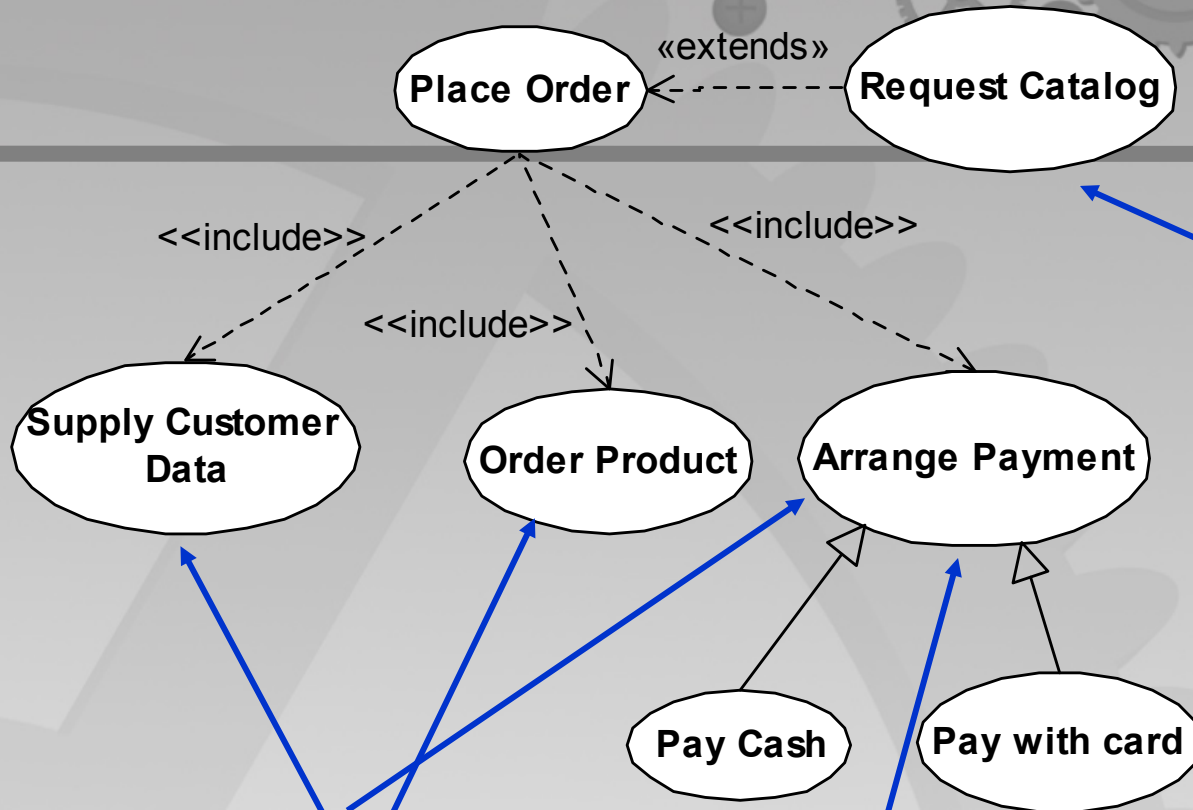 «extends»
Place Order
Request Catalog
<<include>>
<<include>>
<<include>>
Supply Customer
Data
Order Product
Arrange Payment
Pay Cash
Pay with card